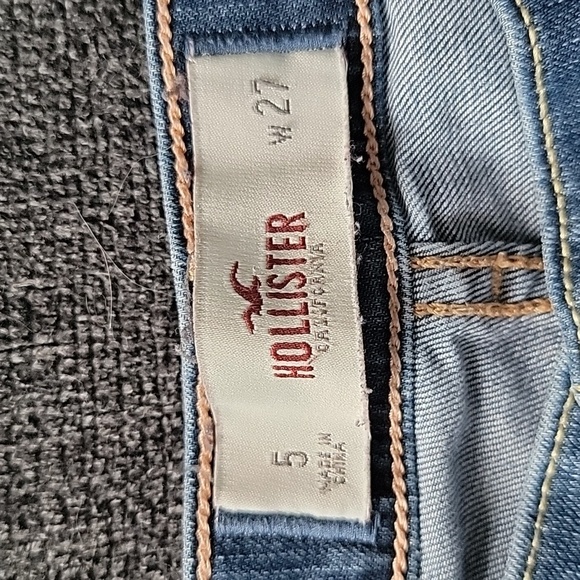 5
MADE IN
CHINA
HOLLISTER
CALIFORNIA
W 27